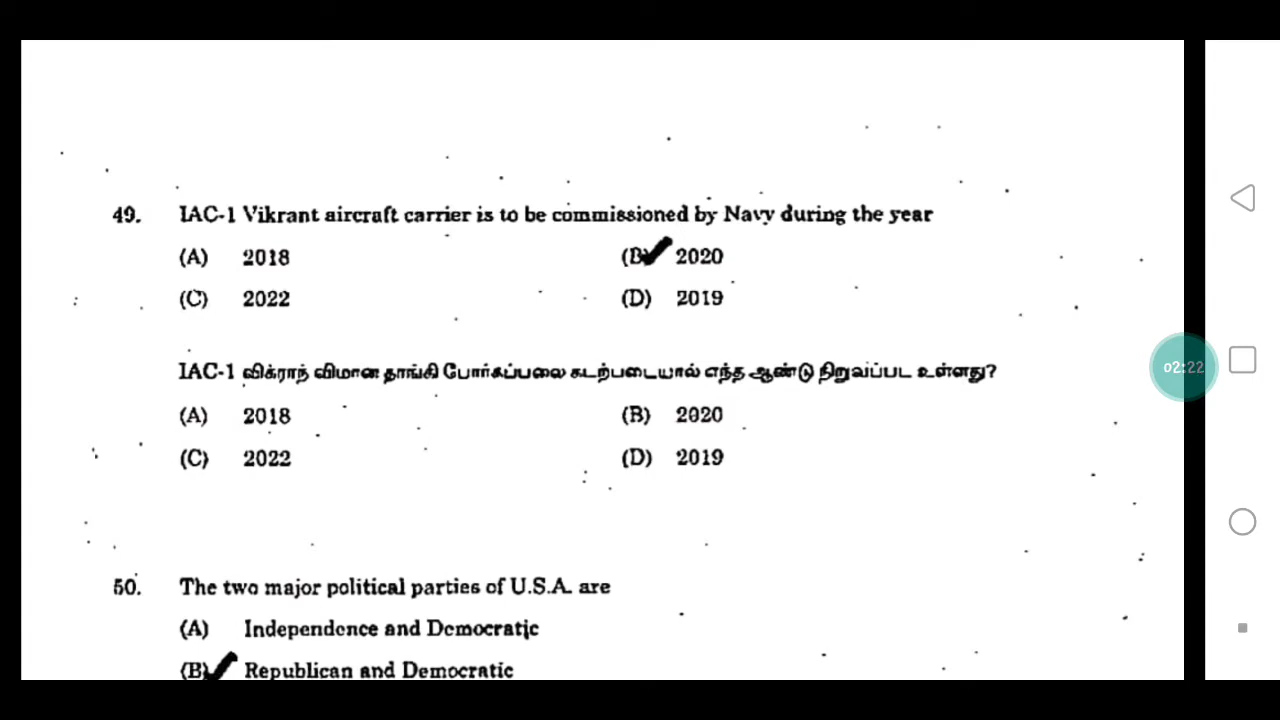 49. IAC-1 Vikrant aircraft carrier is to be commissioned by Navy during the year
(A) 2018 (B) 2020
(C) 2022 (D) 2019
IAC-1 விக்ராந் விமான தாங்கி போர்கப்பலை கடற்படையால் எந்த ஆண்டு நிறுவப்பட உள்ளது?
(A) 2018 (B) 2020
(C) 2022 (D) 2019
02:22
50. The two major political parties of U.S.A. are
(A) Independence and Democratic
(B) Republican and Democratic